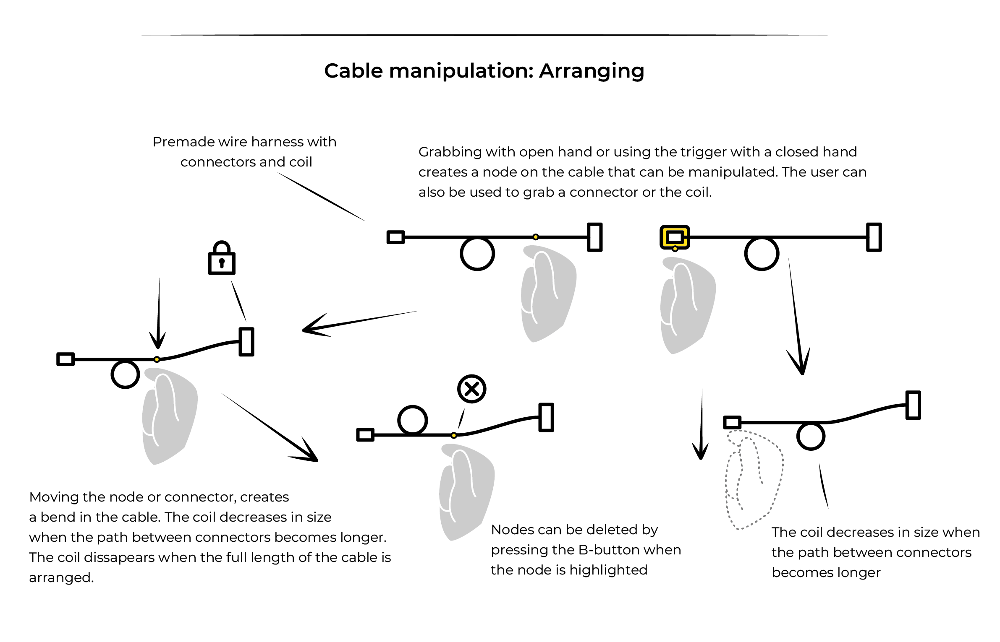 Cable manipulation: Arranging
Premade wire harness with
connectors and coil
Grabbing with open hand or using the trigger with a closed hand
creates a node on the cable that can be manipulated. The user can
also be used to grab a connector or the coil.
Moving the node or connector, creates
a bend in the cable. The coil decreases in size
when the path between connectors becomes longer.
The coil dissapears when the full length of the cable is
arranged.
Nodes can be deleted by
pressing the B-button when
the node is highlighted
The coil decreases in size when
the path between connectors
becomes longer